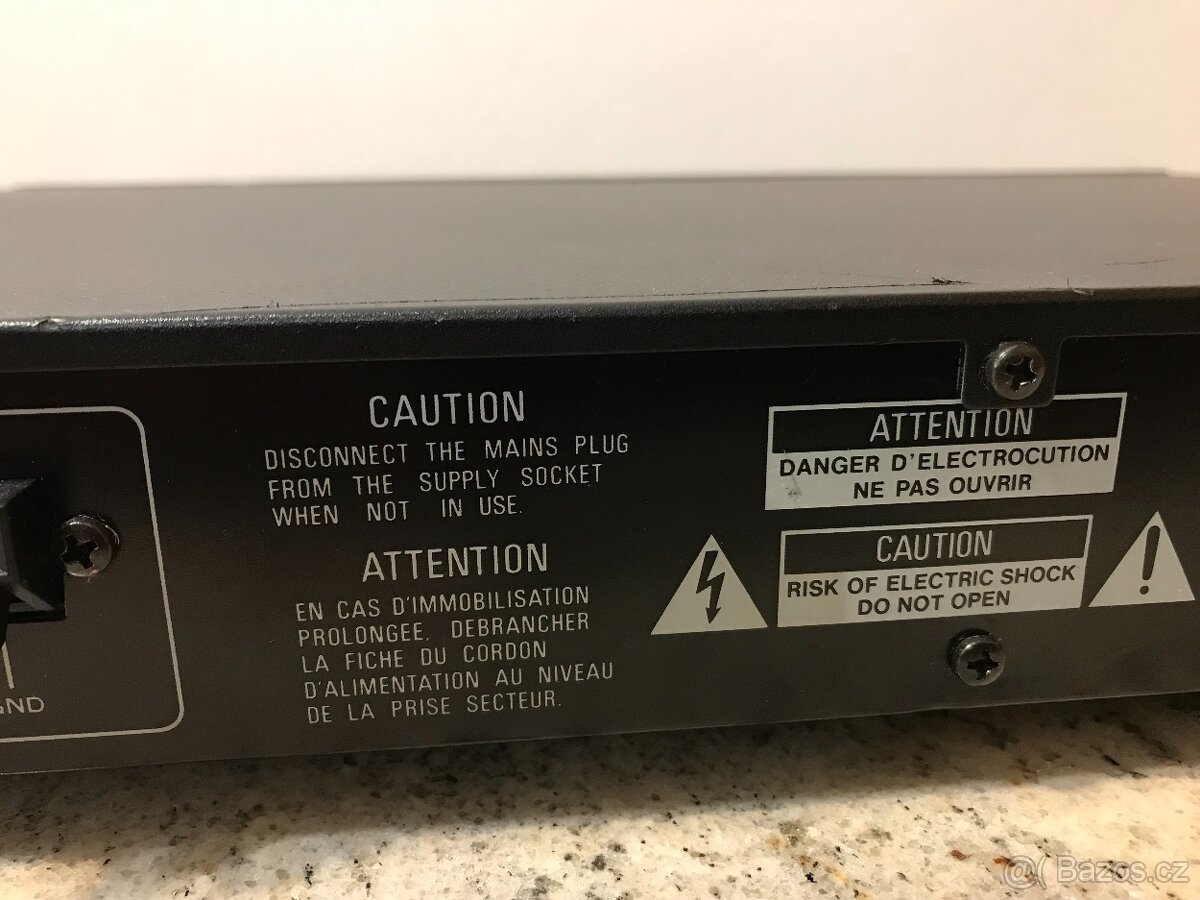 CAUTION
DISCONNECT THE MAINS PLUG
FROM THE SUPPLY SOCKET
WHEN NOT IN USE.
ATTENTION
EN CAS D'IMMOBILISATION
PROLONGEE, DEBRANCHER
LA FICHE DU CORDON
D'ALIMENTATION AU NIVEAU
DE LA PRISE SECTEUR.
ATTENTION
DANGER D'ELECTROCUTION
NE PAS OUVRIR
CAUTION
RISK OF ELECTRIC SHOCK
DO NOT OPEN
GND
Bazos.cz